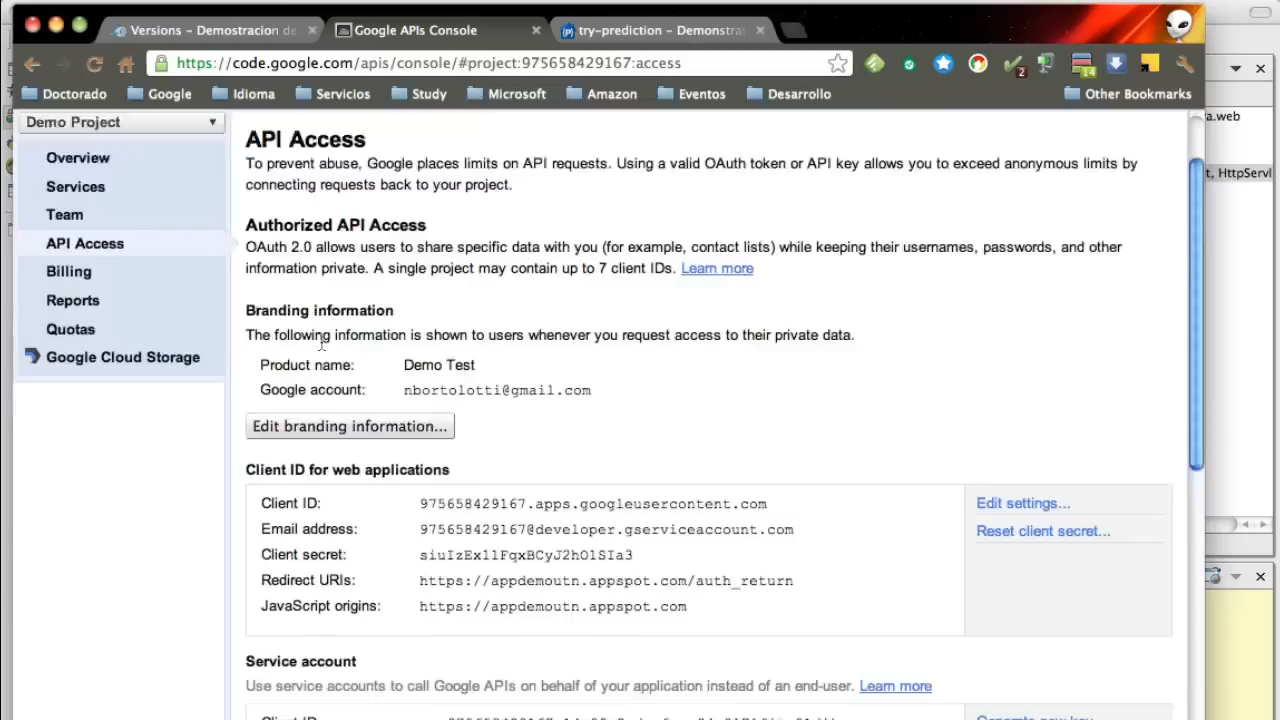 Versions - Demostracion de
Google APIs Console
try-prediction - Demonstra
https://code.google.com/apis/console/#project:975658429167:access
2
14
Doctorado
Google
Idioma
Servicios
Study
Microsoft
Amazon
Eventos
Desarrollo
Other Bookmarks
a.web
t, HttpServl
Demo Project
Overview
Services
Team
API Access
Billing
Reports
Quotas
Google Cloud Storage
API Access
To prevent abuse, Google places limits on API requests. Using a valid OAuth token or API key allows you to exceed anonymous limits by
connecting requests back to your project.
Authorized API Access
OAuth 2.0 allows users to share specific data with you (for example, contact lists) while keeping their usernames, passwords, and other
information private. A single project may contain up to 7 client IDs. Learn more
Branding information
The following information is shown to users whenever you request access to their private data.
Product name: Demo Test
Google account: nbortolotti@gmail.com
Edit branding information...
Client ID for web applications
Client ID: 975658429167.apps.googleusercontent.com
Email address: 975658429167@developer.gserviceaccount.com
Client secret: siuIzEx1lFqxBCyJ2hO1SIa3
Redirect URIs: https://appdemoutn.appspot.com/auth_return
JavaScript origins: https://appdemoutn.appspot.com
Edit settings...
Reset client secret...
Service account
Use service accounts to call Google APIs on behalf of your application instead of an end-user. Learn more